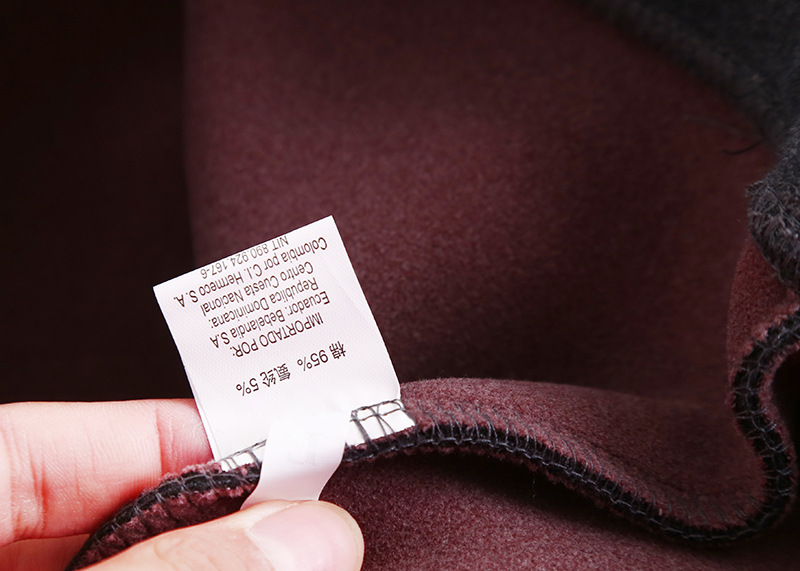 棉 95% 氨纶 5%
IMPORTADO POR:
Ecuador: Bebelandia S.A
Republica Dominicana:
Centro Cuesta Nacional
Colombia por C.I. Hermeco S.A.
NIT 890.924.167-6